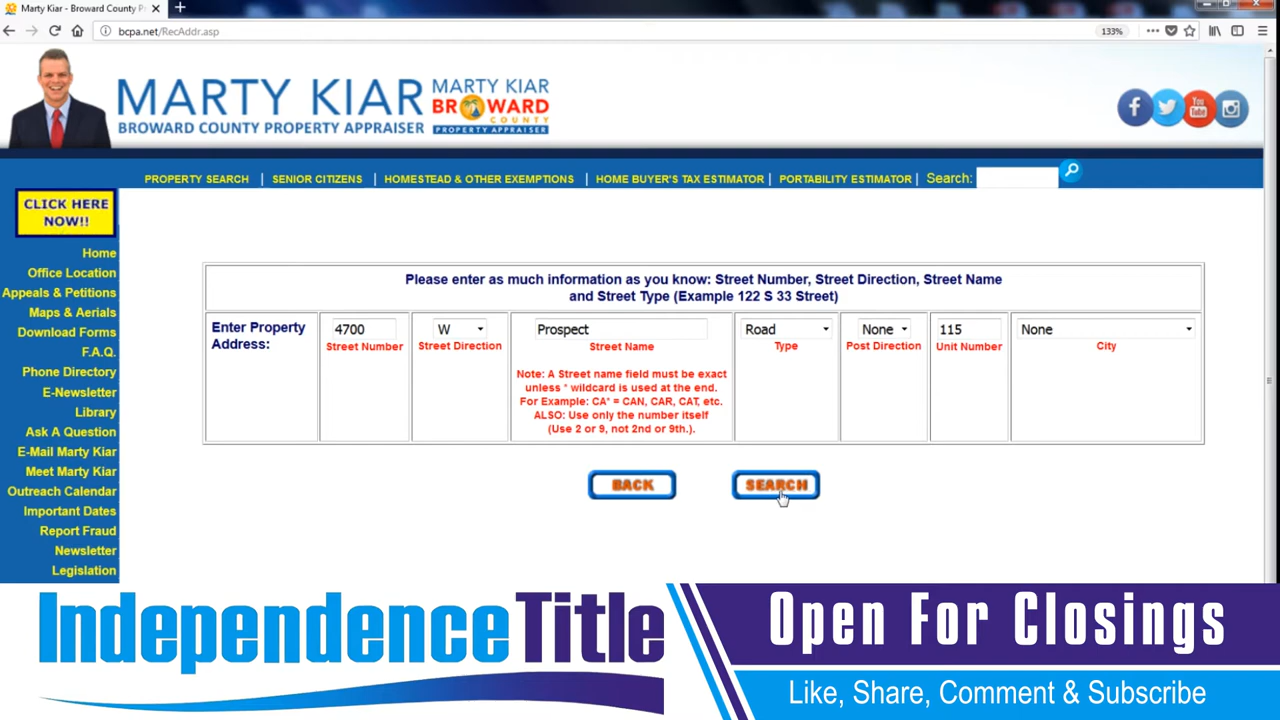 Marty Kiar - Broward County P
bcpa.net/RecAddr.asp
133%
MARTY KIAR
BROWARD COUNTY PROPERTY APPRAISER
MARTY KIAR
BROWARD
COUNTY
PROPERTY APPRAISER
You
Tube
PROPERTY SEARCH | SENIOR CITIZENS | HOMESTEAD & OTHER EXEMPTIONS | HOME BUYER'S TAX ESTIMATOR | PORTABILITY ESTIMATOR | Search:
CLICK HERE
NOW!!
Home
Office Location
Appeals & Petitions
Maps & Aerials
Download Forms
F.A.Q.
Phone Directory
E-Newsletter
Library
Ask A Question
E-Mail Marty Kiar
Meet Marty Kiar
Outreach Calendar
Important Dates
Report Fraud
Newsletter
Legislation
Please enter as much information as you know: Street Number, Street Direction, Street Name
and Street Type (Example 122 S 33 Street)
Enter Property
Address:
4700 W Prospect Road None 115 None
Street Number Street Direction Street Name Type Post Direction Unit Number City
Note: A Street name field must be exact
unless * wildcard is used at the end.
For Example: CA* = CAN, CAR, CAT, etc.
ALSO: Use only the number itself
(Use 2 or 9, not 2nd or 9th.).
BACK SEARCH
Independence Title
Open For Closings
Like, Share, Comment & Subscribe